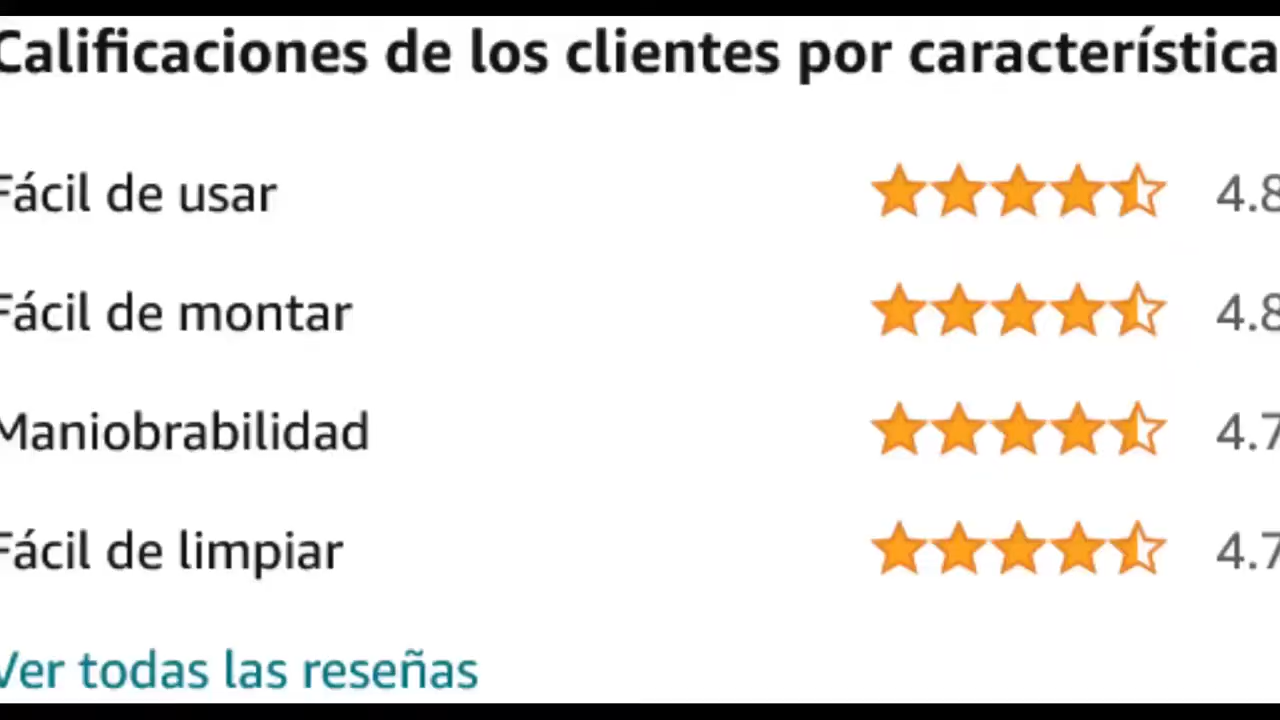 Calificaciones de los clientes por característica
Fácil de usar 4.8
Fácil de montar 4.8
Maniobrabilidad 4.7
Fácil de limpiar 4.7
Ver todas las reseñas